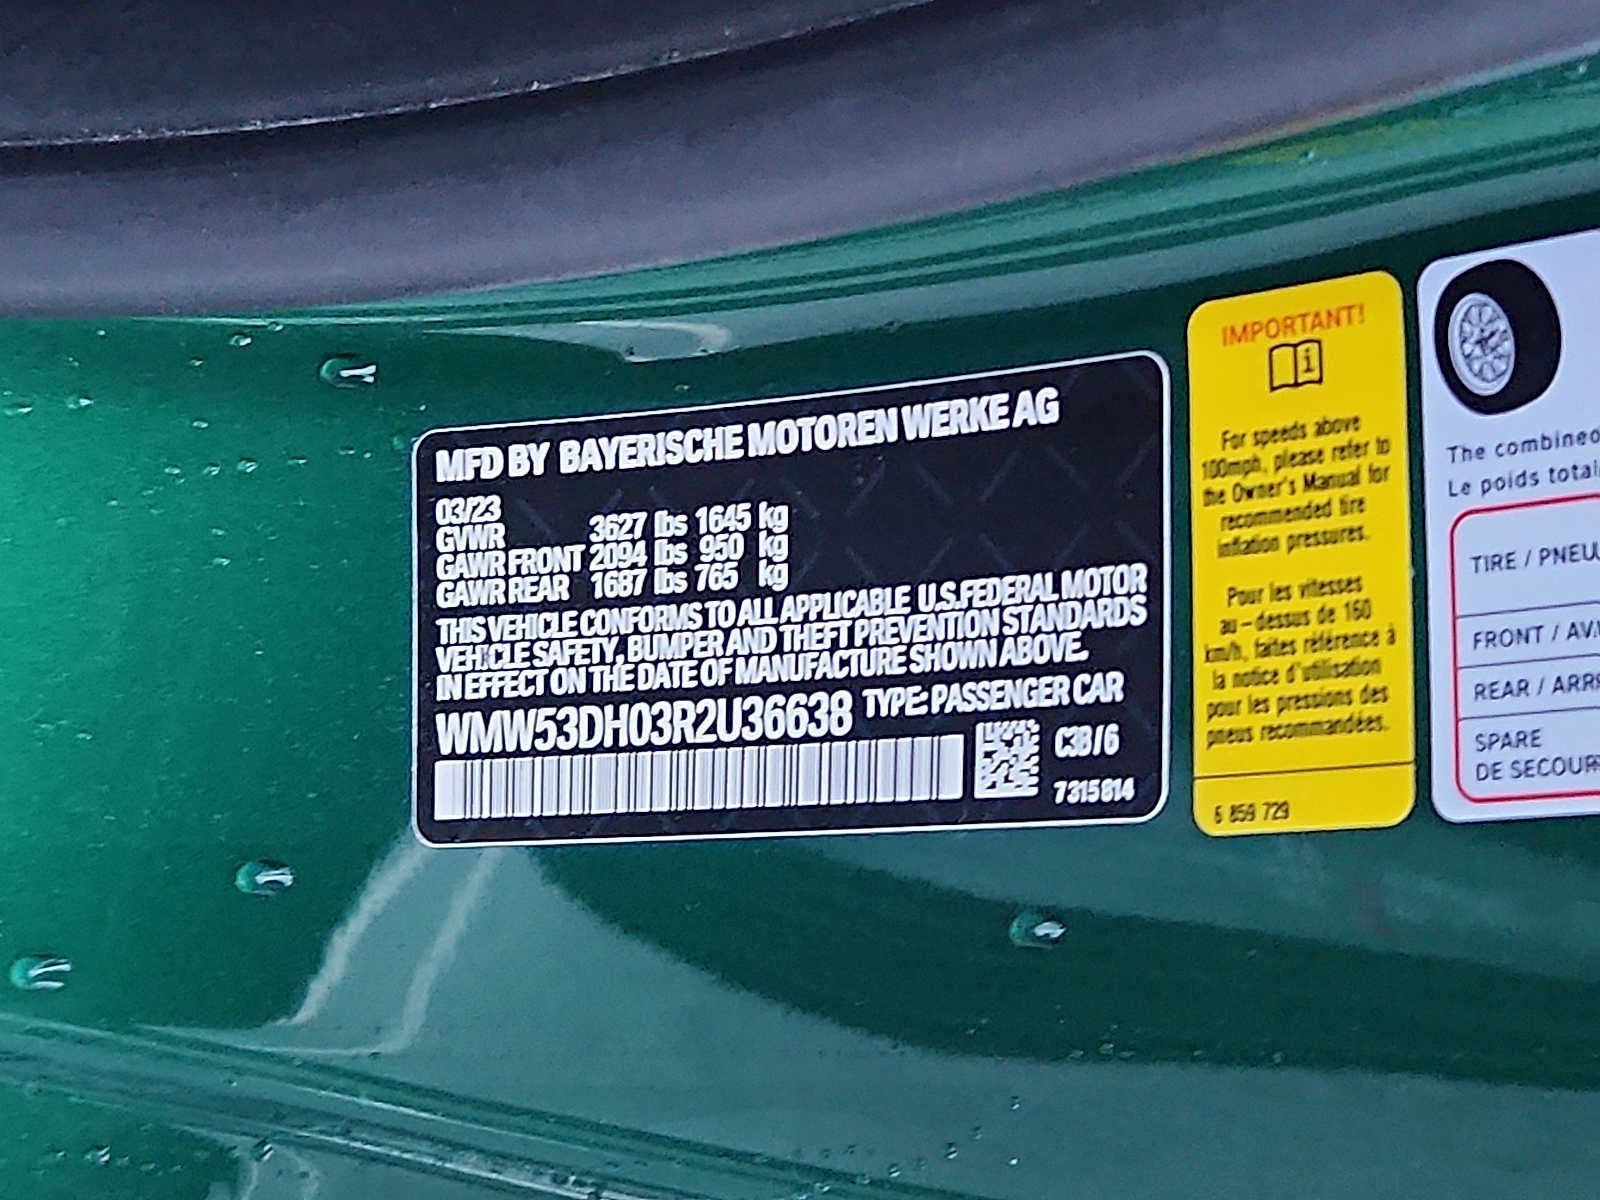 MFD BY BAYERISCHE MOTOREN WERKE AG
03/23
GVWR 3627 lbs 1645 kg
GAWR FRONT 2094 lbs 950 kg
GAWR REAR 1687 lbs 765 kg
THIS VEHICLE CONFORMS TO ALL APPLICABLE U.S.FEDERAL MOTOR
VEHICLE SAFETY, BUMPER AND THEFT PREVENTION STANDARDS
IN EFFECT ON THE DATE OF MANUFACTURE SHOWN ABOVE.
WMW53DH03R2U36638 TYPE: PASSENGER CAR
C3B/6
7315814
IMPORTANT!
i
For speeds above
100mph, please refer to
the Owner's Manual for
recommended tire
inflation pressures.
Pour les vitesses
au-dessus de 160
km/h, faites référence à
la notice d'utilisation
pour les pressions des
pneus recommandées.
6 859 729
The combined
Le poids total
TIRE / PNEU
FRONT / AV
REAR / ARR
SPARE
DE SECOUR